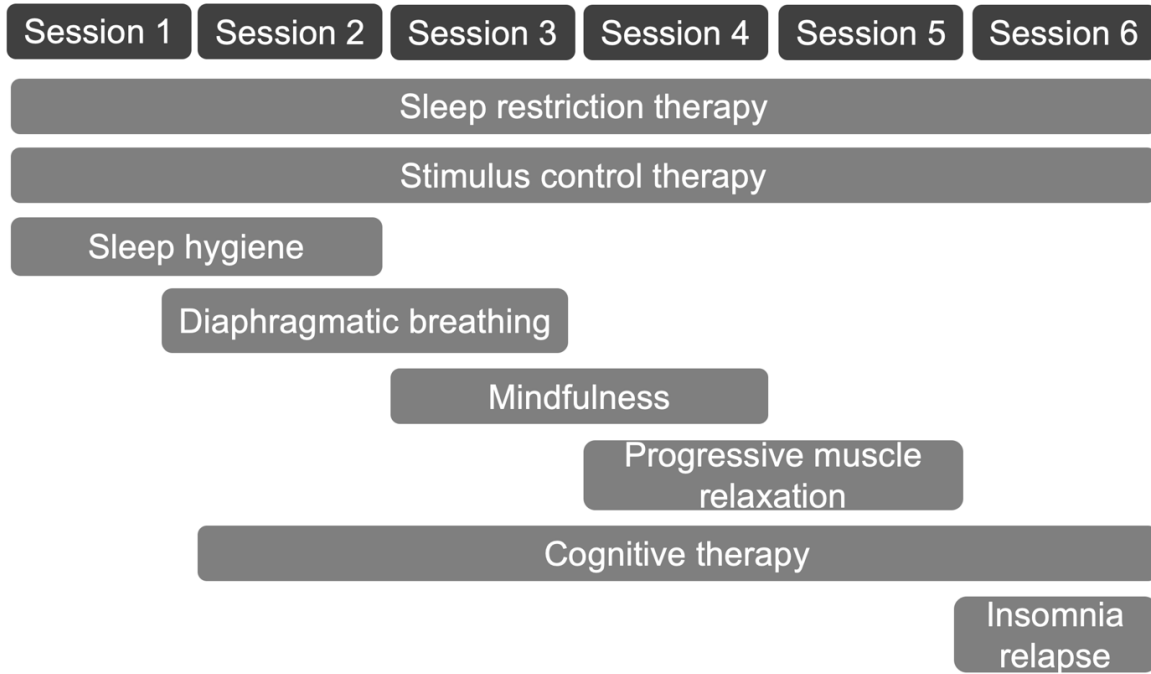 Session 1
Session 2
Session 3
Session 4
Session 5
Session 6
Sleep restriction therapy
Stimulus control therapy
Sleep hygiene
Diaphragmatic breathing
Mindfulness
Progressive muscle
relaxation
Cognitive therapy
Insomnia
relapse